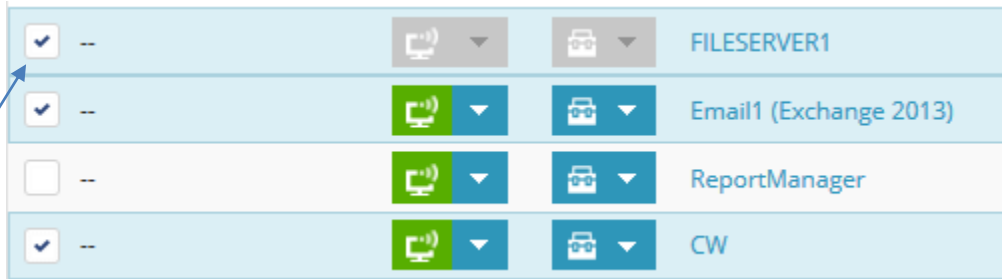 -- FILESERVER1
-- Email1 (Exchange 2013)
-- ReportManager
-- CW